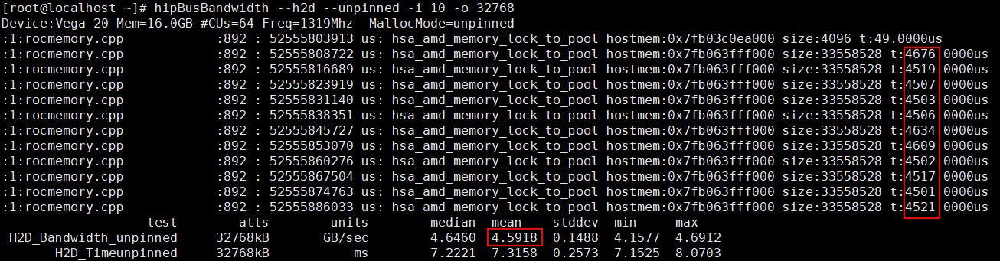 [root@localhost ~]# hipBusBandwidth --h2d --unpinned -i 10 -o 32768
Device:Vega 20 Mem=16.0GB #CUs=64 Freq=1319Mhz MallocMode=unpinned
:1:rocmemory.cpp :892 : 52555803913 us: hsa_amd_memory_lock_to_pool hostmem:0x7fb03c0ea000 size:4096 t:49.0000us
:1:rocmemory.cpp :892 : 52555808722 us: hsa_amd_memory_lock_to_pool hostmem:0x7fb063fff000 size:33558528 t:4676.0000us
:1:rocmemory.cpp :892 : 52555816689 us: hsa_amd_memory_lock_to_pool hostmem:0x7fb063fff000 size:33558528 t:4519.0000us
:1:rocmemory.cpp :892 : 52555823919 us: hsa_amd_memory_lock_to_pool hostmem:0x7fb063fff000 size:33558528 t:4507.0000us
:1:rocmemory.cpp :892 : 52555831140 us: hsa_amd_memory_lock_to_pool hostmem:0x7fb063fff000 size:33558528 t:4503.0000us
:1:rocmemory.cpp :892 : 52555838351 us: hsa_amd_memory_lock_to_pool hostmem:0x7fb063fff000 size:33558528 t:4506.0000us
:1:rocmemory.cpp :892 : 52555845727 us: hsa_amd_memory_lock_to_pool hostmem:0x7fb063fff000 size:33558528 t:4634.0000us
:1:rocmemory.cpp :892 : 52555853070 us: hsa_amd_memory_lock_to_pool hostmem:0x7fb063fff000 size:33558528 t:4609.0000us
:1:rocmemory.cpp :892 : 52555860276 us: hsa_amd_memory_lock_to_pool hostmem:0x7fb063fff000 size:33558528 t:4502.0000us
:1:rocmemory.cpp :892 : 52555867504 us: hsa_amd_memory_lock_to_pool hostmem:0x7fb063fff000 size:33558528 t:4517.0000us
:1:rocmemory.cpp :892 : 52555874763 us: hsa_amd_memory_lock_to_pool hostmem:0x7fb063fff000 size:33558528 t:4501.0000us
:1:rocmemory.cpp :892 : 52555886033 us: hsa_amd_memory_lock_to_pool hostmem:0x7fb063fff000 size:33558528 t:4521.0000us
test atts units median mean stddev min max
H2D_Bandwidth_unpinned 32768kB GB/sec 4.6460 4.5918 0.1488 4.1577 4.6912
H2D_Timeunpinned 32768kB ms 7.2221 7.3158 0.2573 7.1525 8.0703